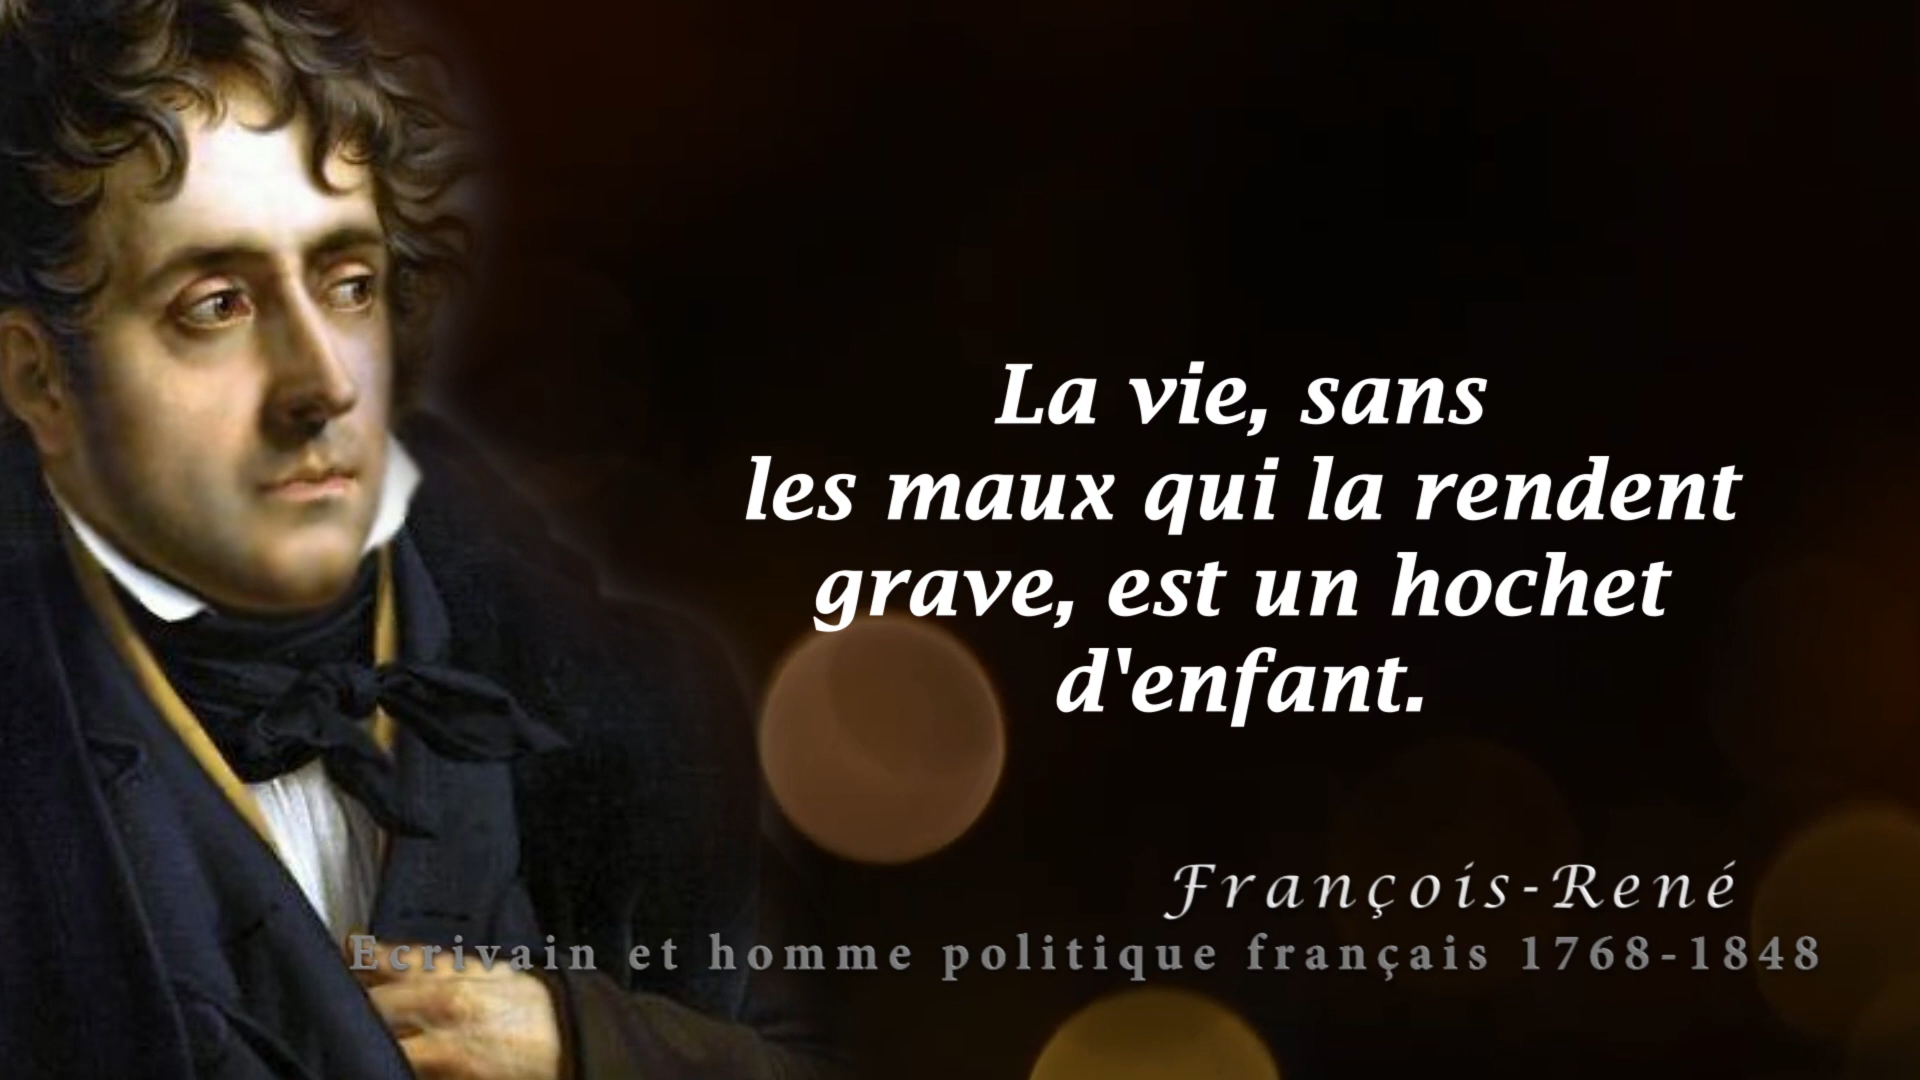 La vie, sans
les maux qui la rendent
grave, est un hochet
d'enfant.
François-René
Ecrivain et homme politique français 1768-1848